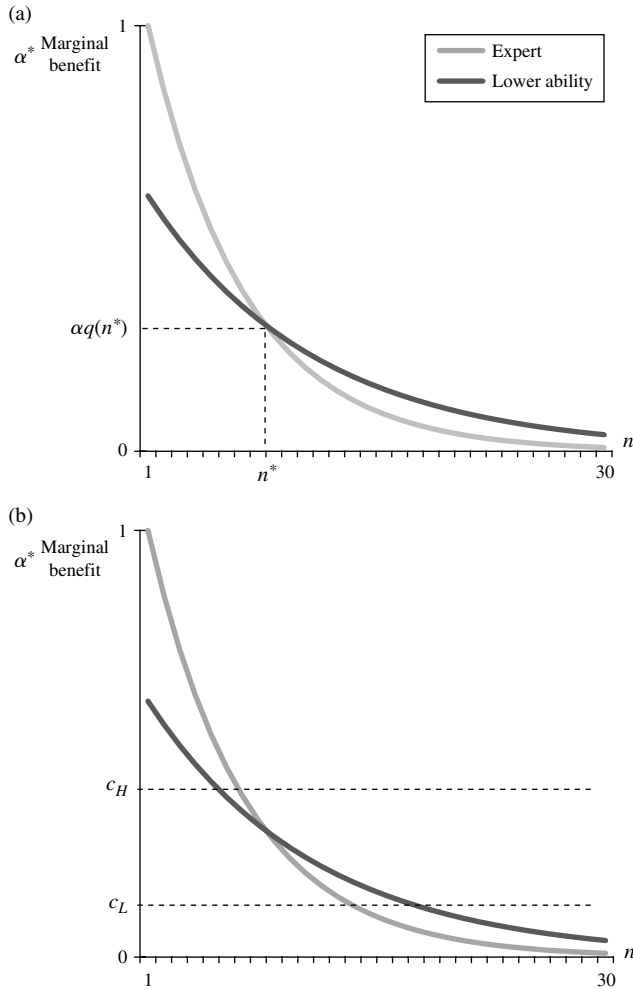 (a)
1
α* Marginal
benefit
Expert
Lower ability
αq(n*)
0
1
n*
30
n
(b)
1
α* Marginal
benefit
c_H
c_L
0
1
30
n